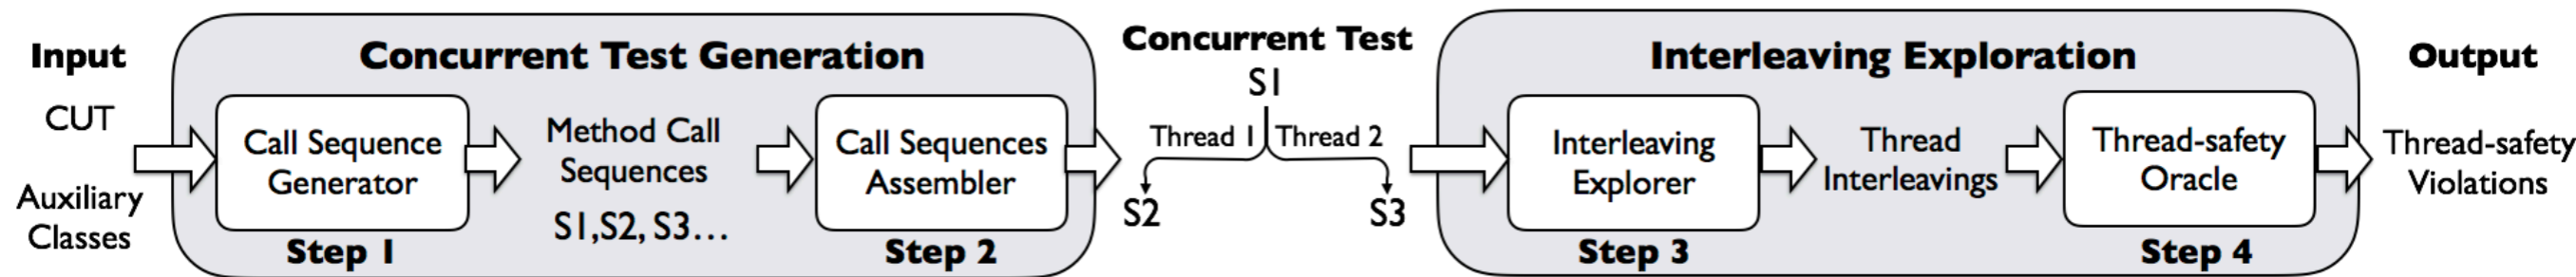 Input
CUT
Auxiliary
Classes
Concurrent Test Generation
Call Sequence
Generator
Step 1
Method Call
Sequences
S1,S2, S3...
Call Sequences
Assembler
Step 2
Concurrent Test
S1
Thread 1
Thread 2
S2
S3
Interleaving Exploration
Interleaving
Explorer
Step 3
Thread
Interleavings
Thread-safety
Oracle
Step 4
Output
Thread-safety
Violations